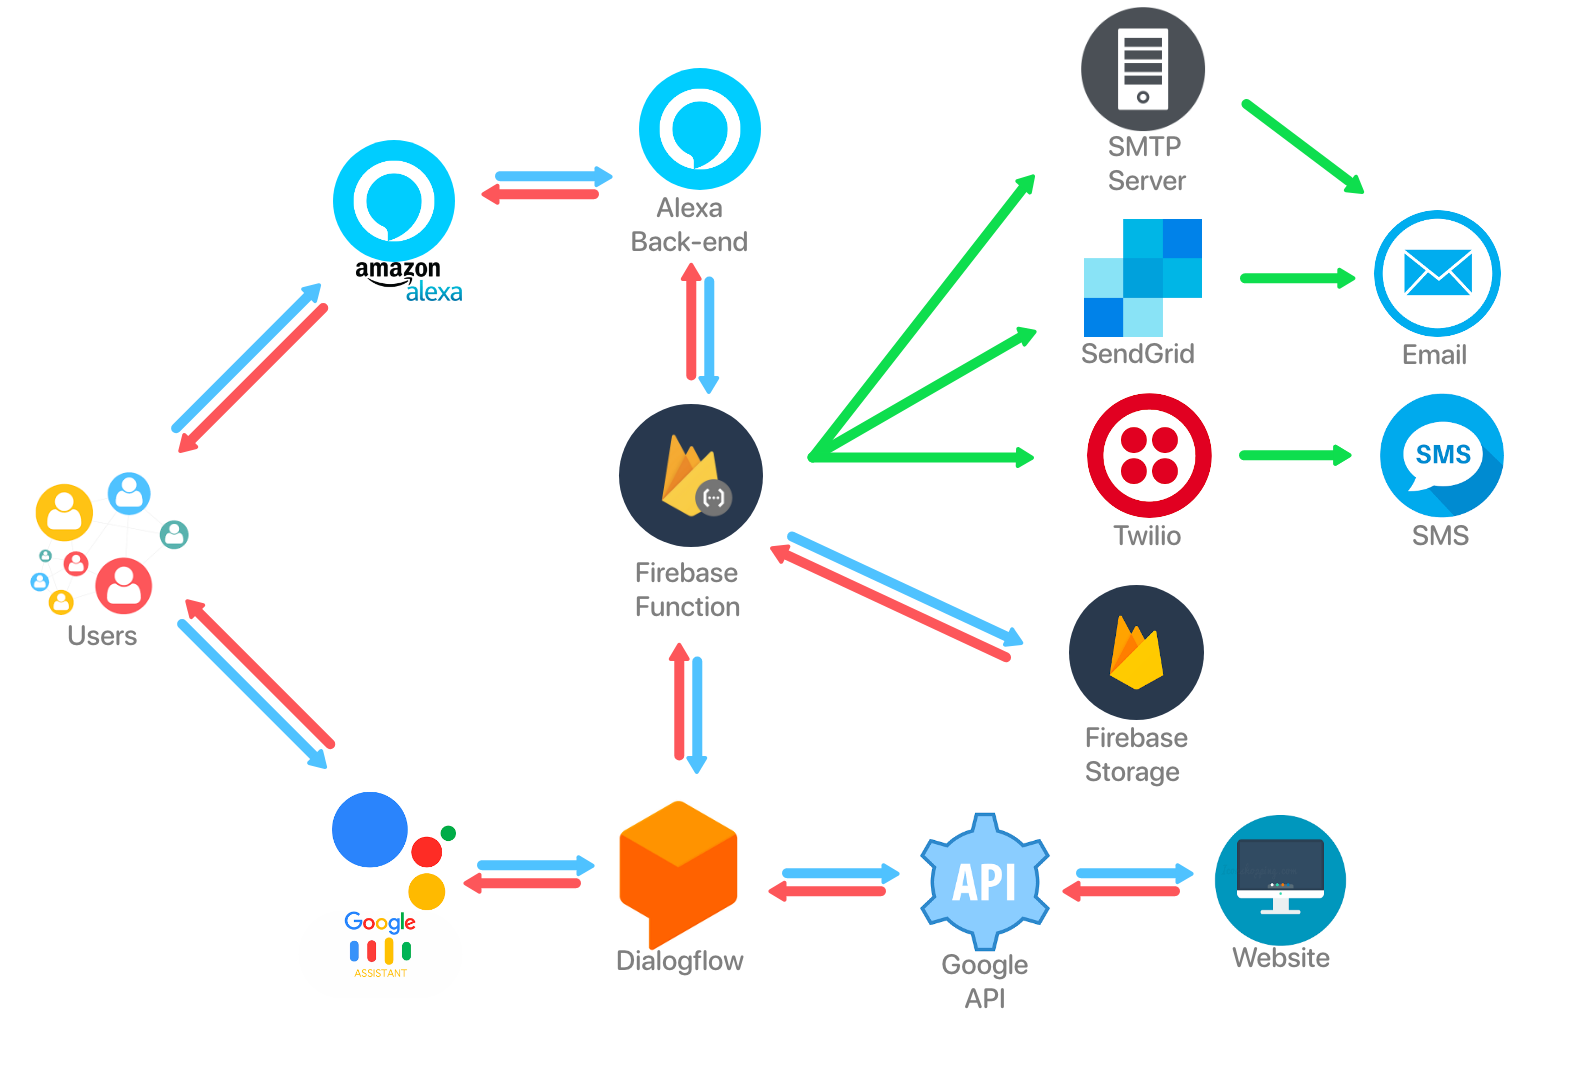 SMTP
Server
Alexa
Back-end
amazon
alexa
SendGrid
Email
Twilio
SMS
SMS
Firebase
Function
Users
Firebase
Storage
Google
ASSISTANT
Dialogflow
API
Google
API
Website